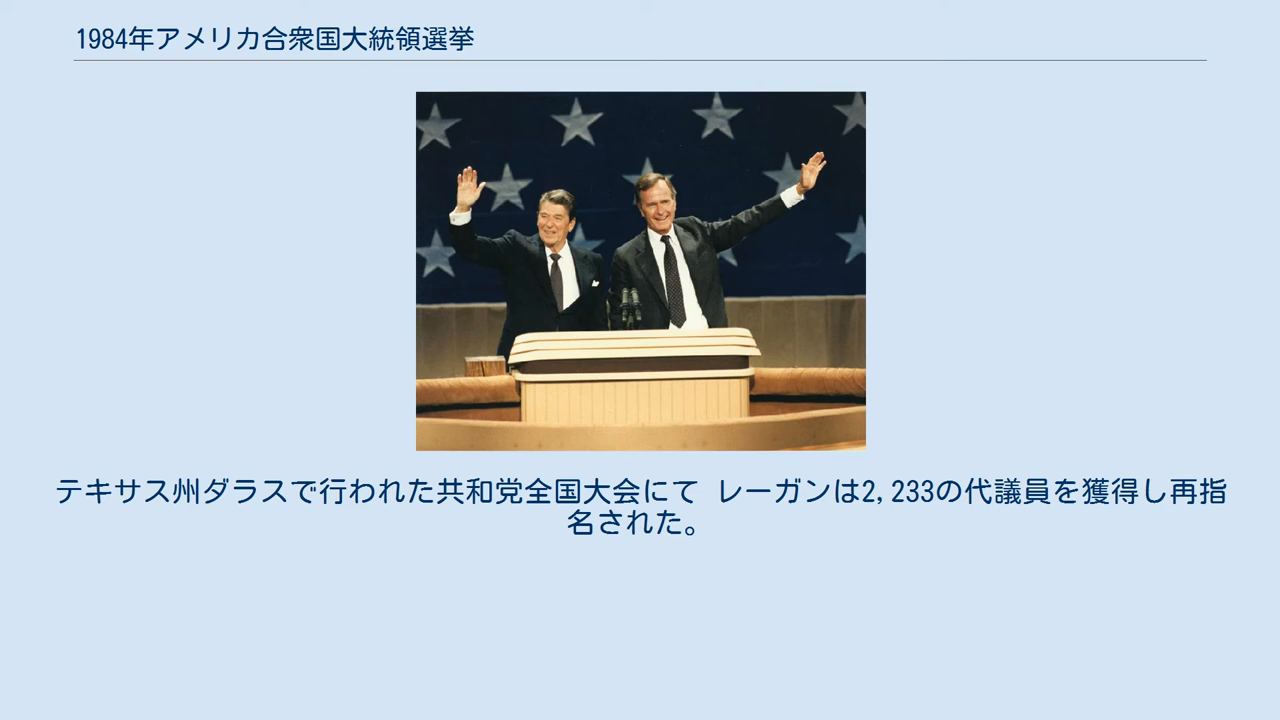 1984年アメリカ合衆国大統領選挙
テキサス州ダラスで行われた共和党全国大会にて レーガンは2,233の代議員を獲得し再指
名された。